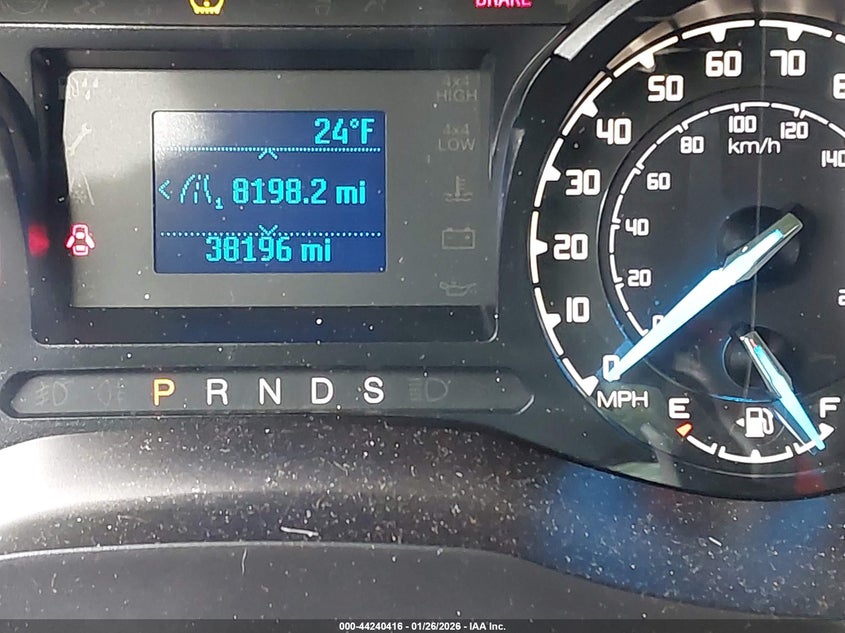 BRAKE
24°F
8198.2 mi
38196 mi
4x4
HIGH
4x4
LOW
P R N D S
0
10
20
30
40
50
60
70
MPH
0
20
40
60
80
100
120
140
km/h
E
F
000-44240416 - 01/26/2026 - IAA Inc.